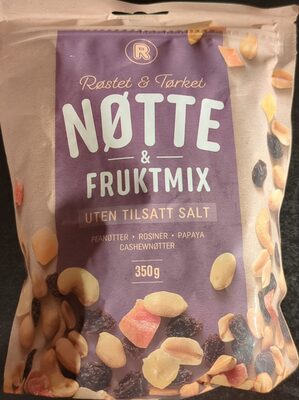 R
Røstet & Tørket
NØTTE
&
FRUKTMIX
UTEN TILSATT SALT
PEANØTTER • ROSINER • PAPAYA
CASHEWNØTTER
350g